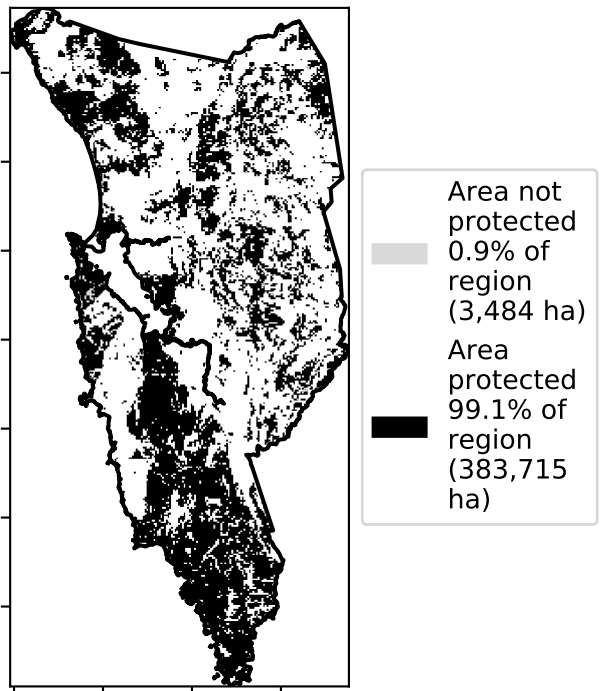 Area not
protected
0.9% of
region
(3,484 ha)
Area
protected
99.1% of
region
(383,715
ha)